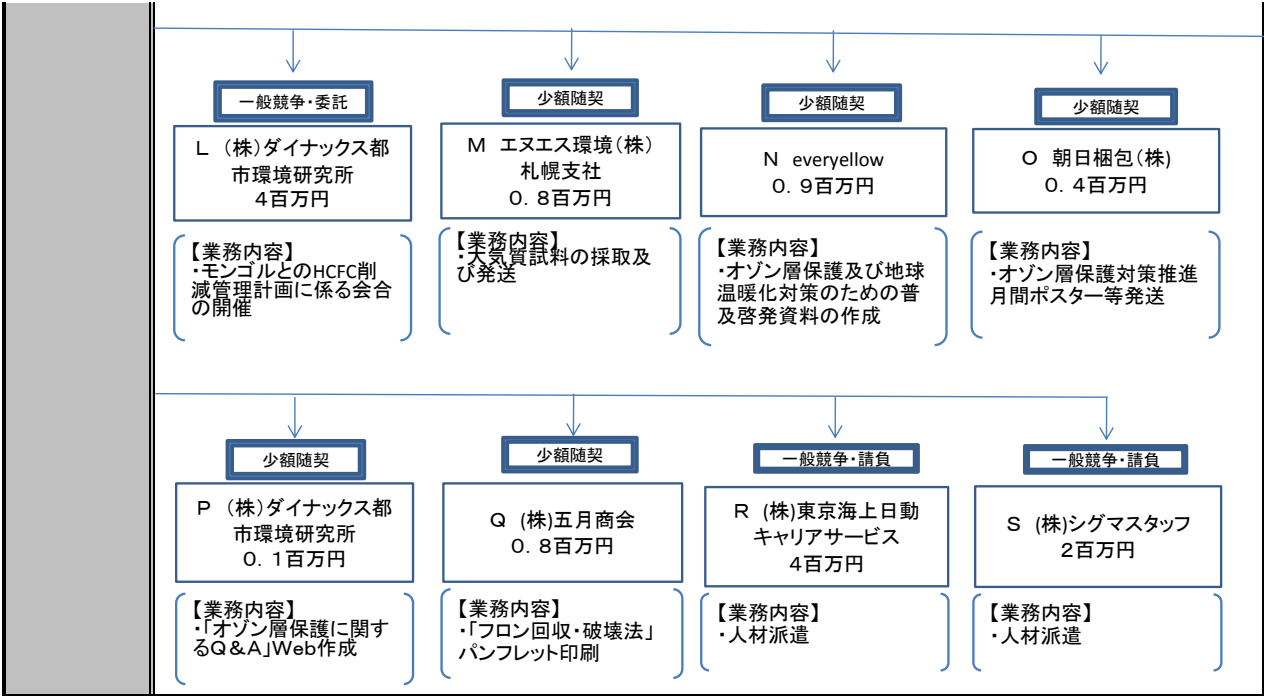 一般競争・委託
L （株）ダイナックス都
市環境研究所
4百万円
【業務内容】
・モンゴルとのHCFC削
減管理計画に係る会合
の開催
少額随契
M エヌエス環境（株）
札幌支社
0．8百万円
【業務内容】
・大気質試料の採取及
び発送
少額随契
N everyellow
0．9百万円
【業務内容】
・オゾン層保護及び地球
温暖化対策のための普
及啓発資料の作成
少額随契
O 朝日梱包（株）
0．4百万円
【業務内容】
・オゾン層保護対策推進
月間ポスター等発送
少額随契
P （株）ダイナックス都
市環境研究所
0．1百万円
【業務内容】
・「オゾン層保護に関す
るQ＆A」Web作成
少額随契
Q (株)五月商会
0．8百万円
【業務内容】
・「フロン回収・破壊法」
パンフレット印刷
一般競争・請負
R (株)東京海上日動
キャリアサービス
4百万円
【業務内容】
・人材派遣
一般競争・請負
S (株)シグマスタッフ
2百万円
【業務内容】
・人材派遣